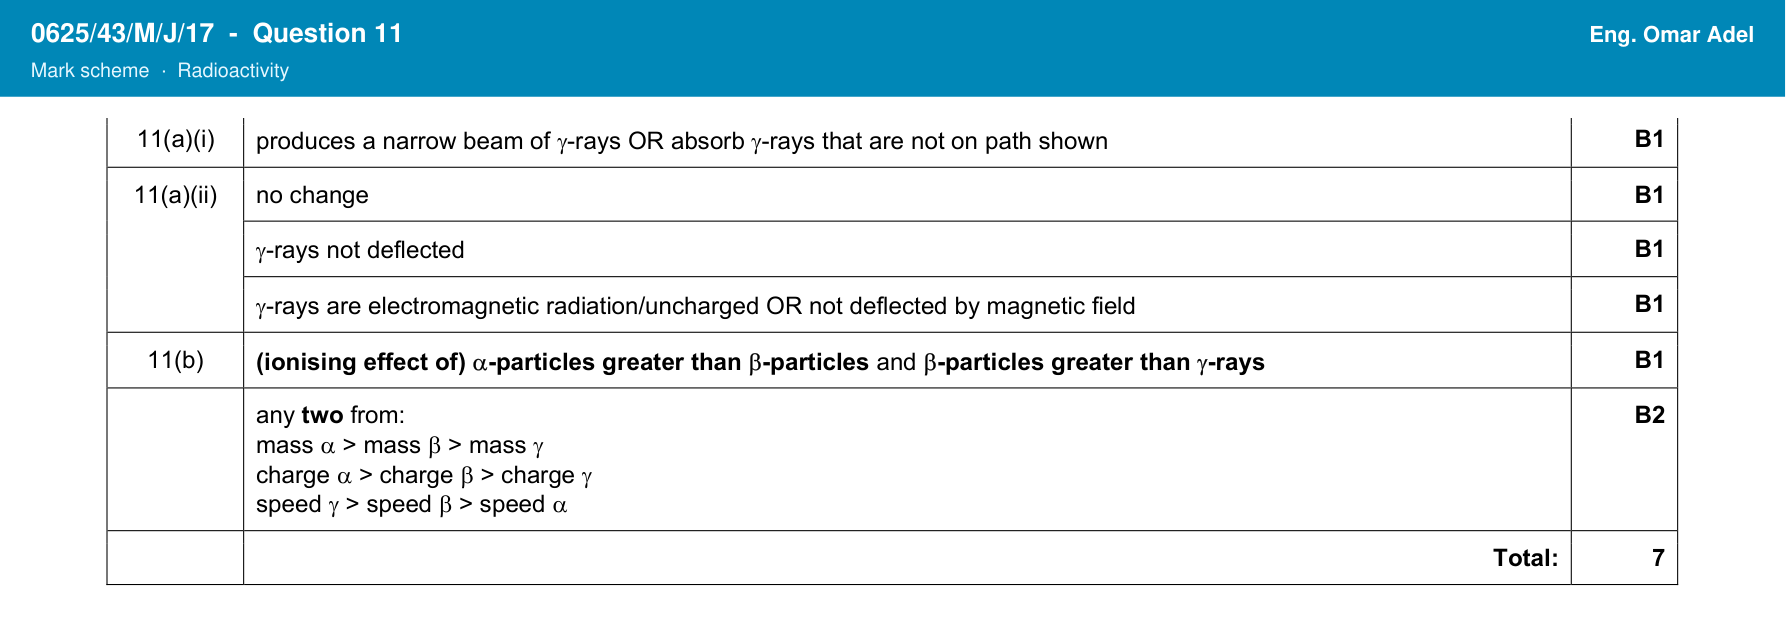 0625/43/M/J/17 - Question 11
Eng. Omar Adel
Mark scheme · Radioactivity
11(a)(i) produces a narrow beam of γ-rays OR absorb γ-rays that are not on path shown B1
11(a)(ii) no change B1
γ-rays not deflected B1
γ-rays are electromagnetic radiation/uncharged OR not deflected by magnetic field B1
11(b) (ionising effect of) α-particles greater than β-particles and β-particles greater than γ-rays B1
any two from: B2
mass α > mass β > mass γ
charge α > charge β > charge γ
speed γ > speed β > speed α
Total: 7